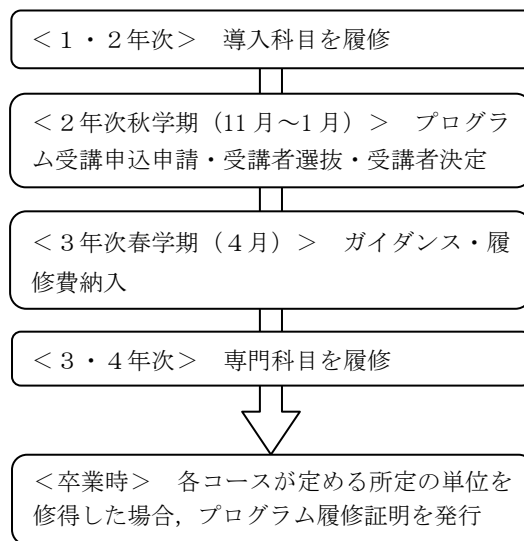 ＜１・２年次＞　導入科目を履修
＜２年次秋学期（11 月～1 月）＞　プログラ
ム受講申込申請・受講者選抜・受講者決定
＜３年次春学期（４月）＞　ガイダンス・履
修費納入
＜３・４年次＞　専門科目を履修
＜卒業時＞　各コースが定める所定の単位を
修得した場合，プログラム履修証明を発行